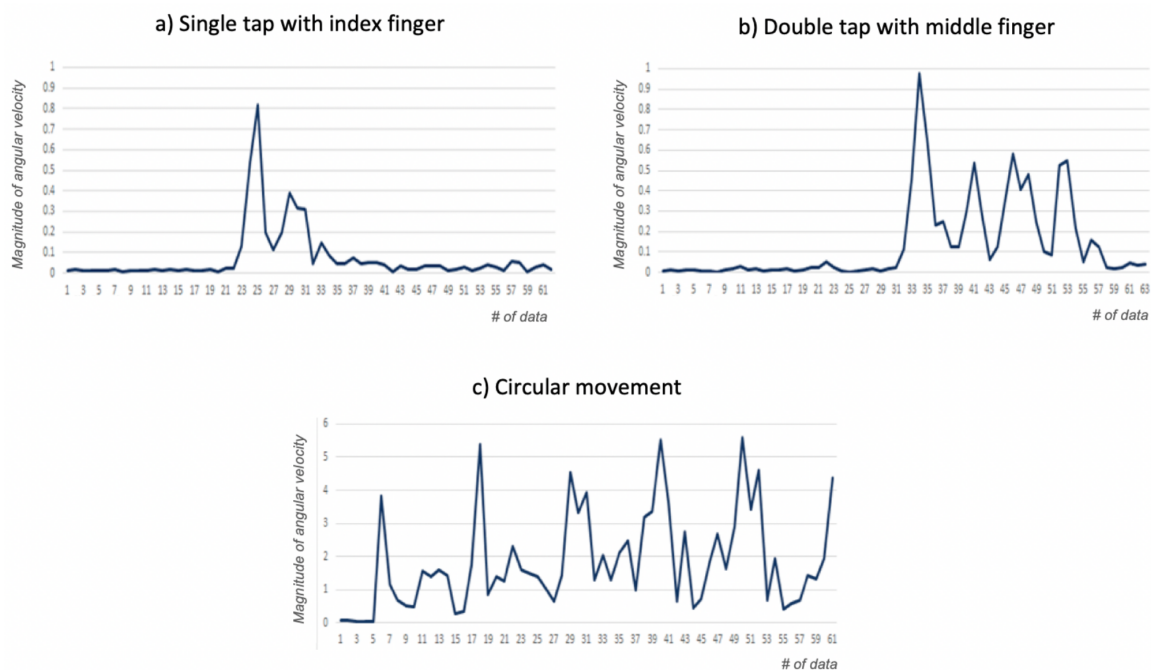 a) Single tap with index finger
Magnitude of angular velocity
1
0.9
0.8
0.7
0.6
0.5
0.4
0.3
0.2
0.1
0
1 3 5 7 9 11 13 15 17 19 21 23 25 27 29 31 33 35 37 39 41 43 45 47 49 51 53 55 57 59 61
# of data
b) Double tap with middle finger
Magnitude of angular velocity
1
0.9
0.8
0.7
0.6
0.5
0.4
0.3
0.2
0.1
0
1 3 5 7 9 11 13 15 17 19 21 23 25 27 29 31 33 35 37 39 41 43 45 47 49 51 53 55 57 59 61 63
# of data
c) Circular movement
Magnitude of angular velocity
6
5
4
3
2
1
0
1 3 5 7 9 11 13 15 17 19 21 23 25 27 29 31 33 35 37 39 41 43 45 47 49 51 53 55 57 59 61
# of data